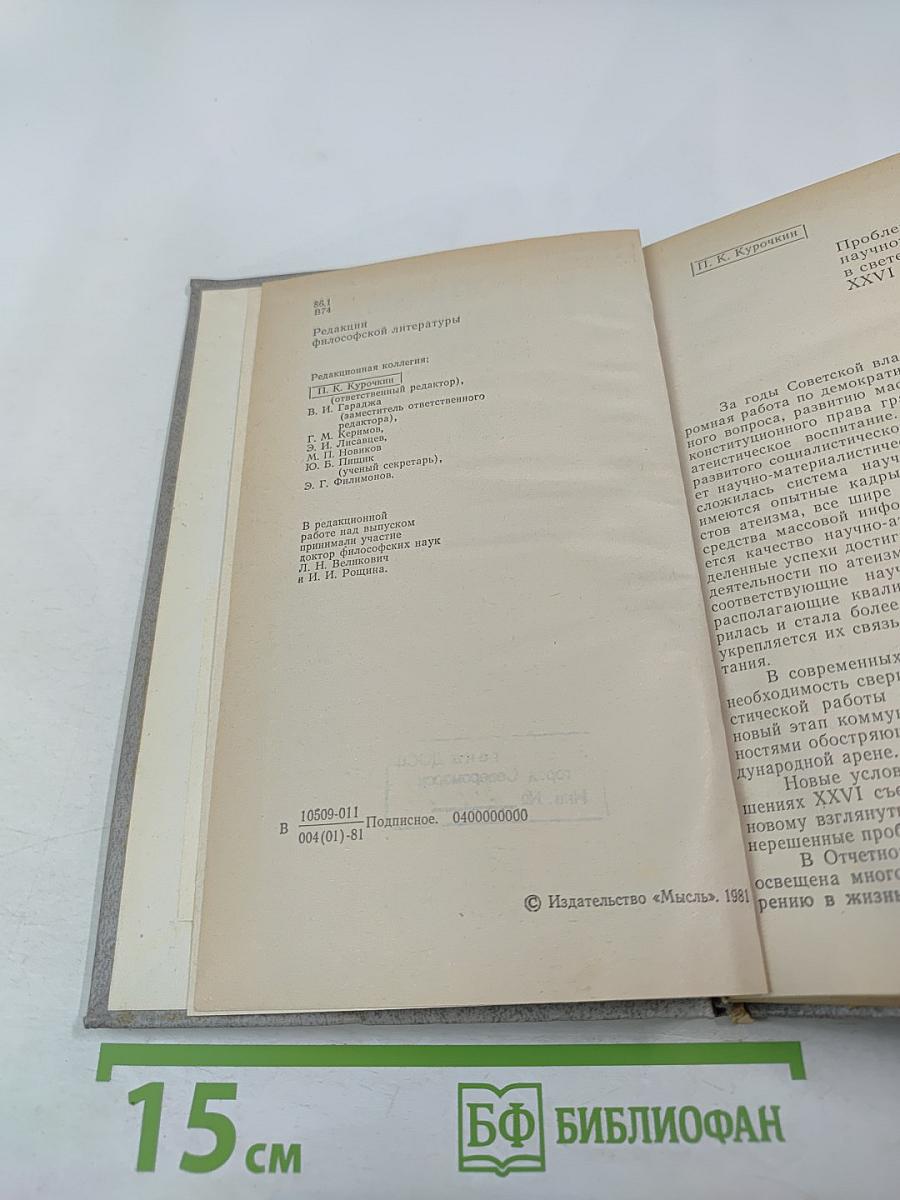 86.1
В74
Редакции
философской литературы
Редакционная коллегия:
П. К. Курочкин
(ответственный редактор),
В. И. Гараджа
(заместитель ответственного
редактора),
Г. М. Керимов,
Э. И. Лисавцев,
М. П. Новиков
Ю. Б. Пищик
(ученый секретарь),
Э. Г. Филимонов.
В редакционной
работе над выпуском
принимали участие
доктор философских наук
Л. Н. Великович
и И. И. Рощина.
В 10509-011
004(01)-81 Подписное. 0400000000
© Издательство «Мысль». 1981
П. К. Курочкин
Пробле
научно
в свете
XXVI
За годы Советской вла
ромная работа по демократи
ного вопроса, развитию мас
конституционного права гра
атеистическое воспитание.
развитого социалистическо
ет научно-материалистиче
сложилась система науч
имеются опытные кадры
стов атеизма, все шире
средства массовой инфо
ется качество научно-а
деленные успехи достиг
деятельности по атеизм
соответствующие науч
располагающие квали
рилась и стала более
укрепляется их связь
тания.
В современных
необходимость сверш
стической работы
новый этап комму
ностями обостряющ
дународной арене.
Новые услов
шениях XXVI съе
новому взглянуть
нерешенные проб
В Отчетно
освещена много
рению в жизнь
15 см
БФ БИБЛИОФАН